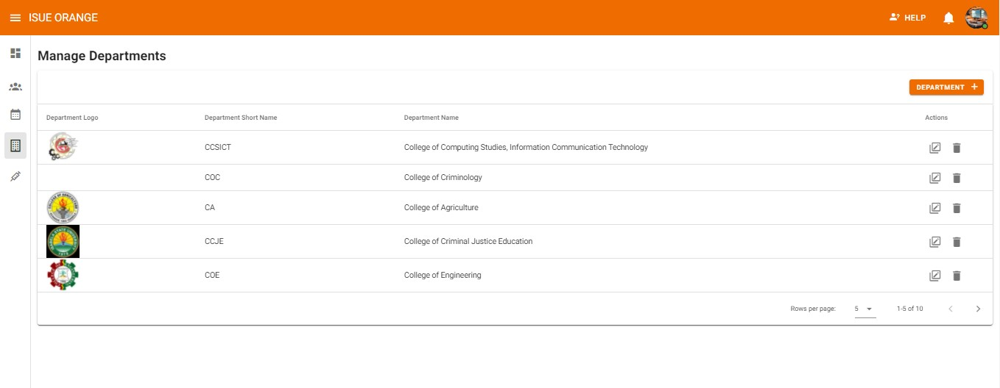 ISUE ORANGE
HELP
Manage Departments
DEPARTMENT +
Department Logo Department Short Name Department Name Actions
CCSICT College of Computing Studies, Information Communication Technology
COC College of Criminology
CA College of Agriculture
CCJE College of Criminal Justice Education
COE College of Engineering
Rows per page: 5 1-5 of 10